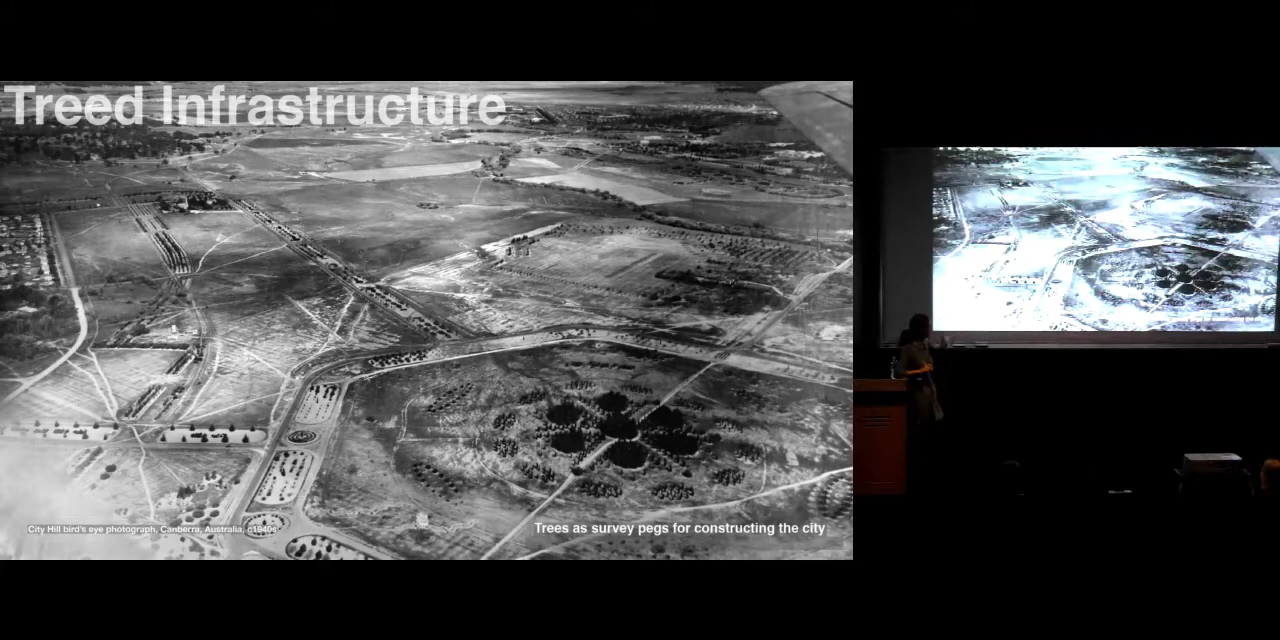 Treed Infrastructure
City Hill bird's eye photograph, Canberra, Australia, c1940s
Trees as survey pegs for constructing the city